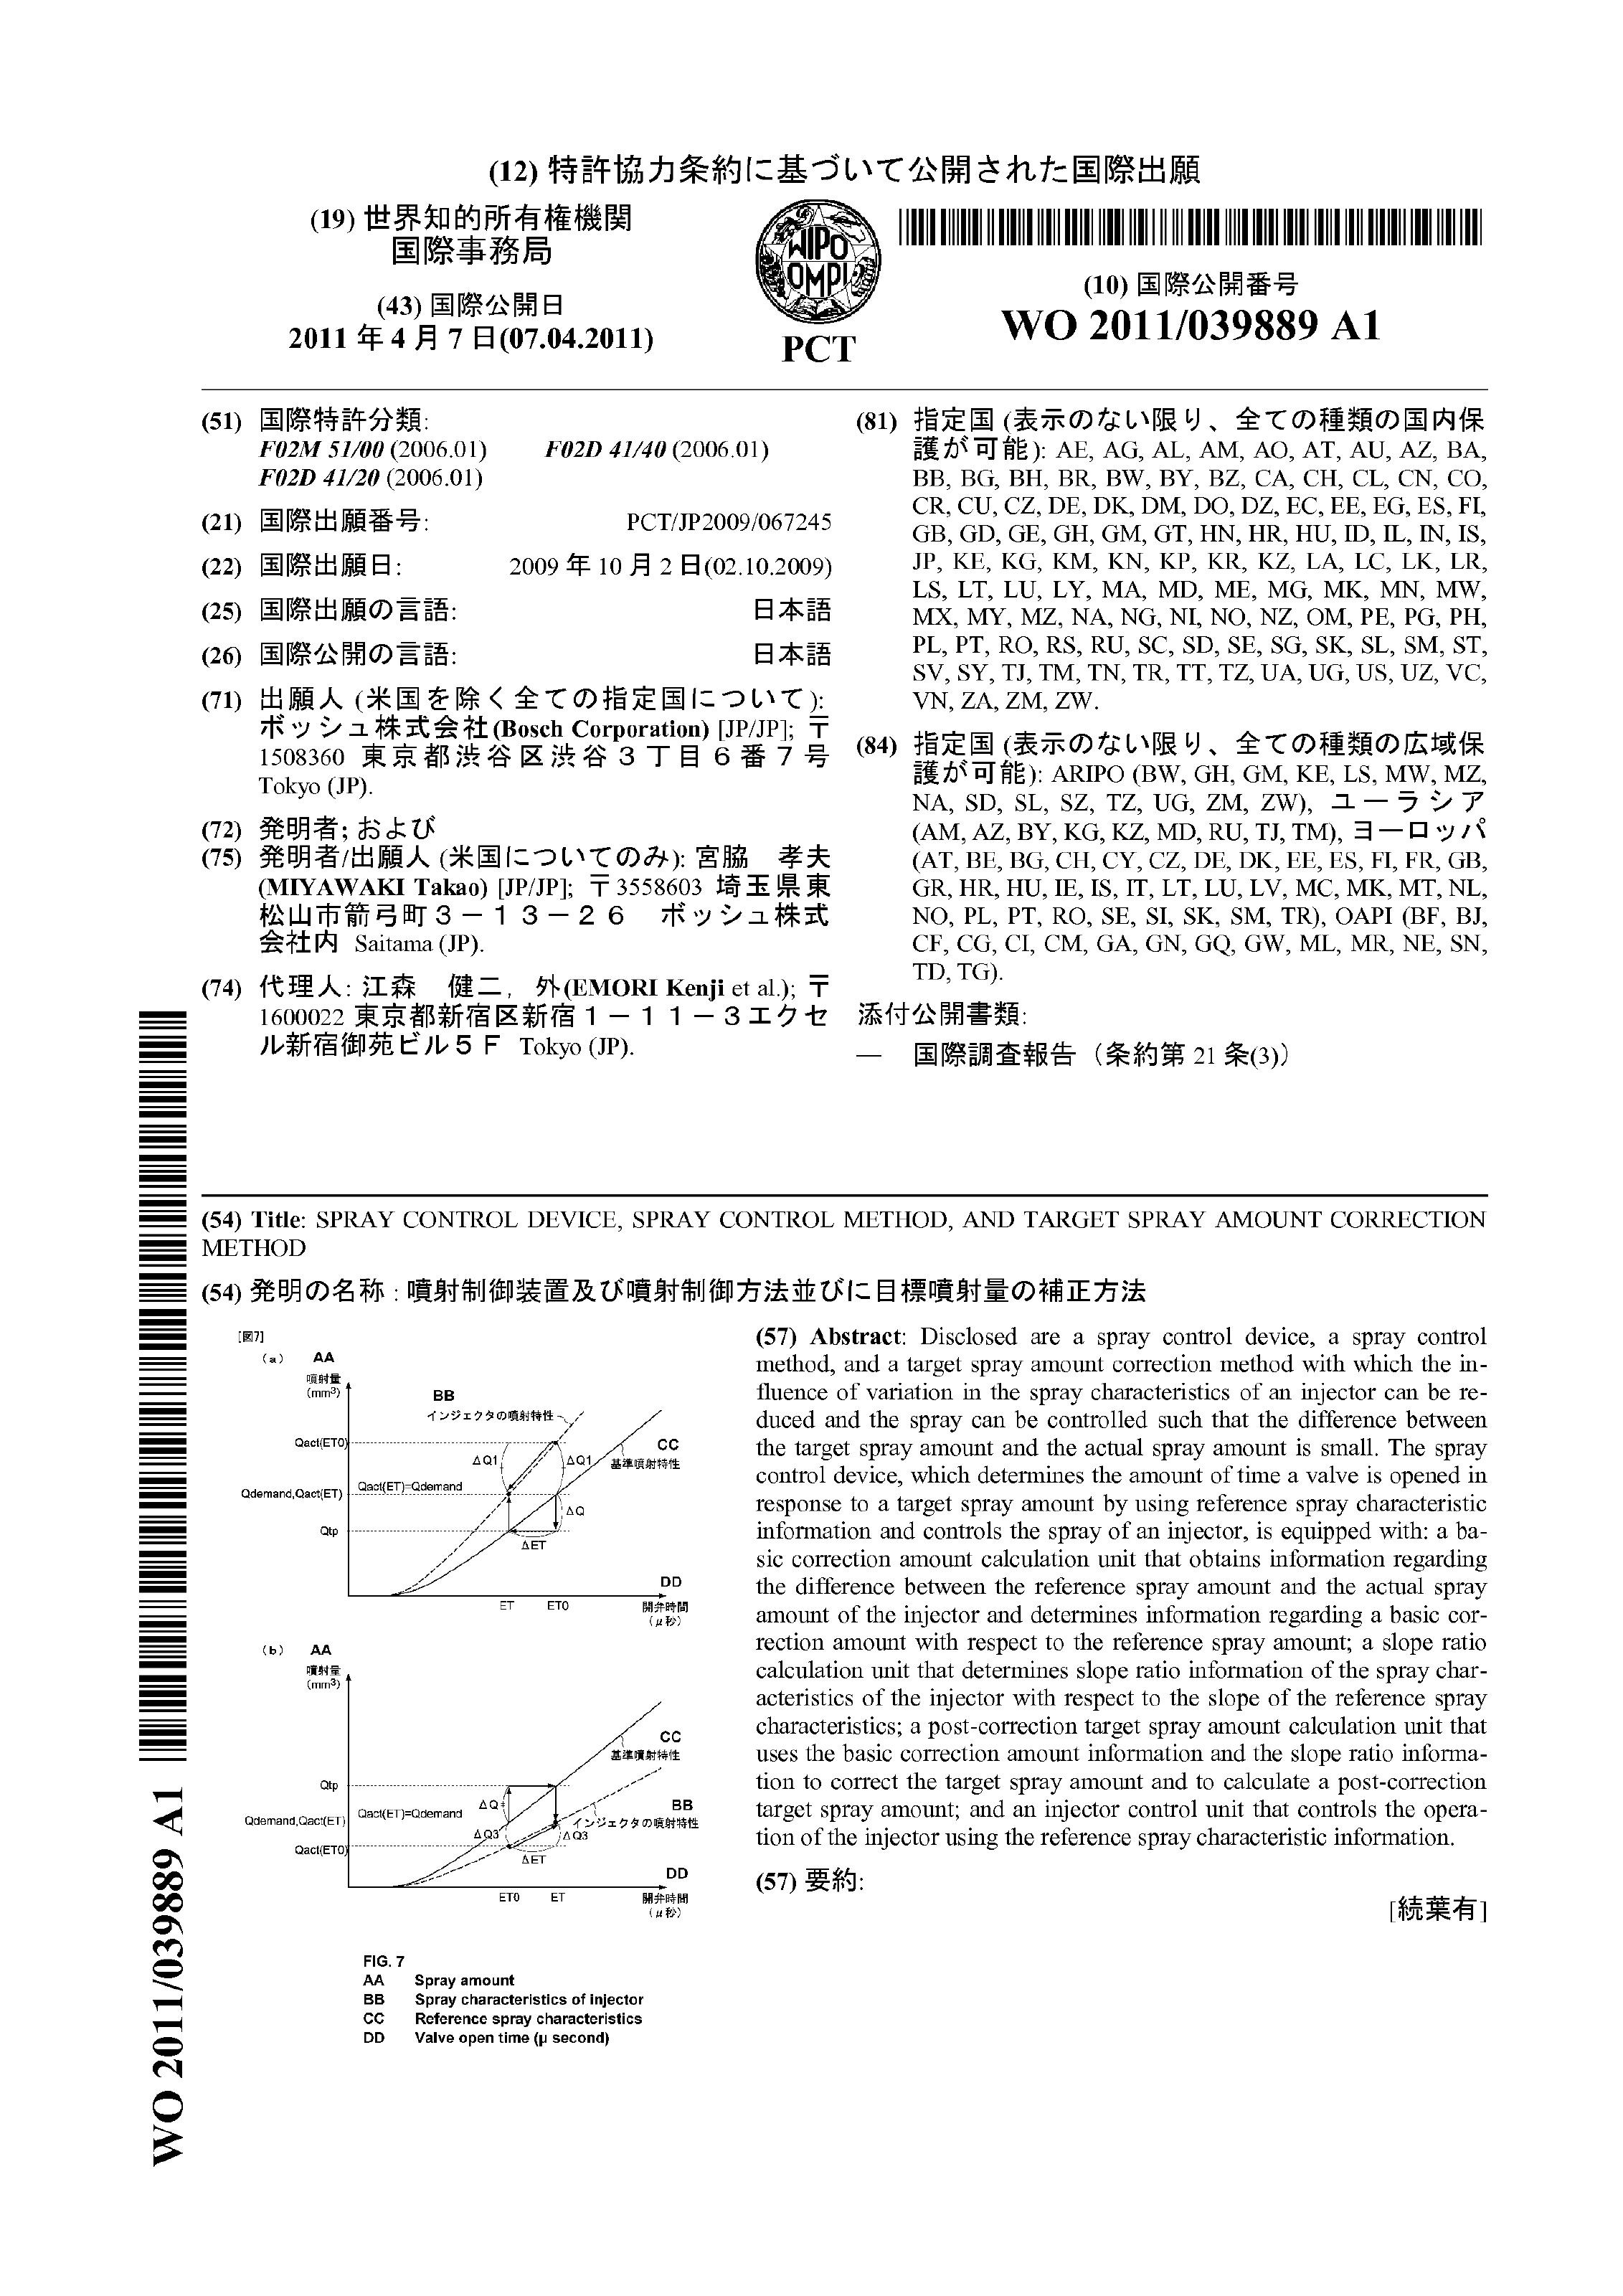 (12) 特許協力条約に基づいて公開された国際出願
(19) 世界知的所有権機関
国際事務局
(43) 国際公開日
2011 年 4 月 7 日(07.04.2011)
WIPO
OMPI
PCT
(10) 国際公開番号
WO 2011/039889 A1
(51) 国際特許分類:
F02M 51/00 (2006.01) F02D 41/40 (2006.01)
F02D 41/20 (2006.01)
(21) 国際出願番号: PCT/JP2009/067245
(22) 国際出願日: 2009 年 10 月 2 日(02.10.2009)
(25) 国際出願の言語: 日本語
(26) 国際公開の言語: 日本語
(71) 出願人 (米国を除く全ての指定国について):
ボッシュ株式会社(Bosch Corporation) [JP/JP]; 〒
1508360 東京都渋谷区渋谷3丁目6番7号
Tokyo (JP).
(72) 発明者; および
(75) 発明者/出願人 (米国についてのみ): 宮脇 孝夫
(MIYAWAKI Takao) [JP/JP]; 〒3558603 埼玉県東
松山市箭弓町3-13-26 ボッシュ株式
会社内 Saitama (JP).
(74) 代理人: 江森 健二, 外(EMORI Kenji et al.); 〒
1600022 東京都新宿区新宿1-11-3エクセ
ル新宿御苑ビル5F Tokyo (JP).
(81) 指定国 (表示のない限り、全ての種類の国内保
護が可能): AE, AG, AL, AM, AO, AT, AU, AZ, BA,
BB, BG, BH, BR, BW, BY, BZ, CA, CH, CL, CN, CO,
CR, CU, CZ, DE, DK, DM, DO, DZ, EC, EE, EG, ES, FI,
GB, GD, GE, GH, GM, GT, HN, HR, HU, ID, IL, IN, IS,
JP, KE, KG, KM, KN, KP, KR, KZ, LA, LC, LK, LR,
LS, LT, LU, LY, MA, MD, ME, MG, MK, MN, MW,
MX, MY, MZ, NA, NG, NI, NO, NZ, OM, PE, PG, PH,
PL, PT, RO, RS, RU, SC, SD, SE, SG, SK, SL, SM, ST,
SV, SY, TJ, TM, TN, TR, TT, TZ, UA, UG, US, UZ, VC,
VN, ZA, ZM, ZW.
(84) 指定国 (表示のない限り、全ての種類の広域保
護が可能): ARIPO (BW, GH, GM, KE, LS, MW, MZ,
NA, SD, SL, SZ, TZ, UG, ZM, ZW), ユーラシア
(AM, AZ, BY, KG, KZ, MD, RU, TJ, TM), ヨーロッパ
(AT, BE, BG, CH, CY, CZ, DE, DK, EE, ES, FI, FR, GB,
GR, HR, HU, IE, IS, IT, LT, LU, LV, MC, MK, MT, NL,
NO, PL, PT, RO, SE, SI, SK, SM, TR), OAPI (BF, BJ,
CF, CG, CI, CM, GA, GN, GQ, GW, ML, MR, NE, SN,
TD, TG).
添付公開書類:
— 国際調査報告 (条約第 21 条(3))
(54) Title: SPRAY CONTROL DEVICE, SPRAY CONTROL METHOD, AND TARGET SPRAY AMOUNT CORRECTION
METHOD
(54) 発明の名称 : 噴射制御装置及び噴射制御方法並びに目標噴射量の補正方法
[図7]
(a) AA
噴射量
(mm3)
BB
インジェクタの噴射特性
CC
基準噴射特性
Qact(ET0)
ΔQ1
ΔQ1
Qact(ET)=Qdemand
Qdemand,Qact(ET)
ΔQ
Qtp
ΔET
DD
ET ET0 開弁時間
(μ秒)
(b) AA
噴射量
(mm3)
CC
基準噴射特性
Qtp
ΔQ
Qact(ET)=Qdemand
BB
Qdemand,Qact(ET)
インジェクタの噴射特性
ΔQ3
ΔQ3
Qact(ET0)
ΔET
DD
ET0 ET 開弁時間
(μ秒)
FIG. 7
AA Spray amount
BB Spray characteristics of injector
CC Reference spray characteristics
DD Valve open time (μ second)
(57) Abstract: Disclosed are a spray control device, a spray control
method, and a target spray amount correction method with which the in-
fluence of variation in the spray characteristics of an injector can be re-
duced and the spray can be controlled such that the difference between
the target spray amount and the actual spray amount is small. The spray
control device, which determines the amount of time a valve is opened in
response to a target spray amount by using reference spray characteristic
information and controls the spray of an injector, is equipped with: a ba-
sic correction amount calculation unit that obtains information regarding
the difference between the reference spray amount and the actual spray
amount of the injector and determines information regarding a basic cor-
rection amount with respect to the reference spray amount; a slope ratio
calculation unit that determines slope ratio information of the spray char-
acteristics of the injector with respect to the slope of the reference spray
characteristics; a post-correction target spray amount calculation unit that
uses the basic correction amount information and the slope ratio informa-
tion to correct the target spray amount and to calculate a post-correction
target spray amount; and an injector control unit that controls the opera-
tion of the injector using the reference spray characteristic information.
(57) 要約:
[続葉有]
WO 2011/039889 A1